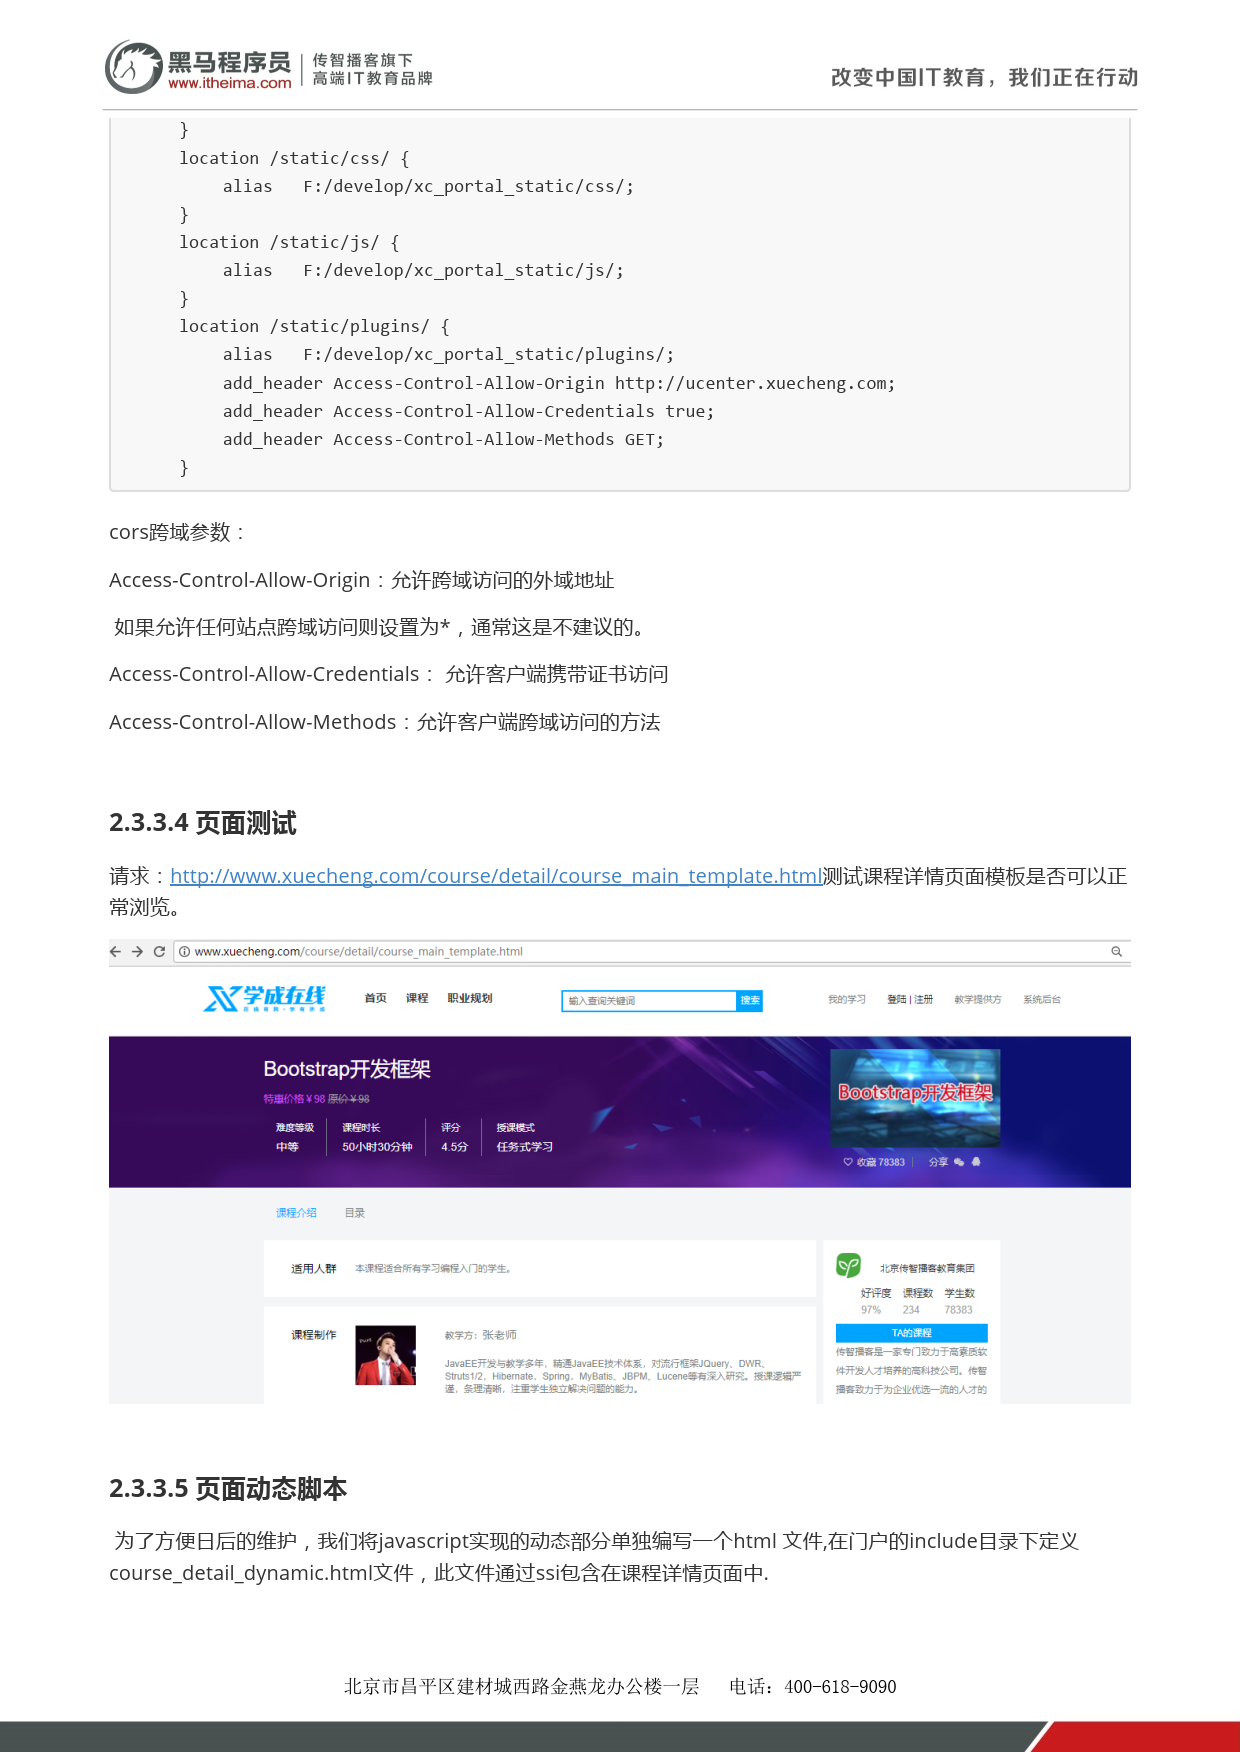 黑马程序员
www.itheima.com
传智播客旗下
高端IT教育品牌
改变中国IT教育，我们正在行动
}
location /static/css/ {
alias   F:/develop/xc_portal_static/css/;
}
location /static/js/ {
alias   F:/develop/xc_portal_static/js/;
}
location /static/plugins/ {
alias   F:/develop/xc_portal_static/plugins/;
add_header Access-Control-Allow-Origin http://ucenter.xuecheng.com;
add_header Access-Control-Allow-Credentials true;
add_header Access-Control-Allow-Methods GET;
}
cors跨域参数：
Access-Control-Allow-Origin：允许跨域访问的外域地址
如果允许任何站点跨域访问则设置为*，通常这是不建议的。
Access-Control-Allow-Credentials： 允许客户端携带证书访问
Access-Control-Allow-Methods：允许客户端跨域访问的方法
2.3.3.4 页面测试
请求：http://www.xuecheng.com/course/detail/course_main_template.html测试课程详情页面模板是否可以正
常浏览。
www.xuecheng.com/course/detail/course_main_template.html
学成在线 首页 课程 职业规划 输入查询关键词 搜索 我的学习 登陆 | 注册 教学提供方 系统后台
Bootstrap开发框架
特惠价格￥98 原价￥98
难度等级 课程时长 评分 授课模式
中等 50小时30分钟 4.5分 任务式学习
Bootstrap开发框架
收藏 78383 分享
课程介绍 目录
适用人群 本课程适合所有学习编程入门的学生。
课程制作 教学方：张老师
JavaEE开发与教学多年，精通JavaEE技术体系，对流行框架JQuery、DWR、
Struts1/2，Hibernate，Spring，MyBatis、JBPM、Lucene等有深入研究。授课逻辑严
谨，条理清晰，注重学生独立解决问题的能力。
北京传智播客教育集团
好评度 课程数 学生数
97% 234 78383
TA的课程
传智播客是一家专门致力于高素质软
件开发人才培养的高科技公司。传智
播客致力于为企业优选一流的人才的
2.3.3.5 页面动态脚本
为了方便日后的维护，我们将javascript实现的动态部分单独编写一个html 文件,在门户的include目录下定义
course_detail_dynamic.html文件，此文件通过ssi包含在课程详情页面中.
北京市昌平区建材城西路金燕龙办公楼一层 电话：400-618-9090